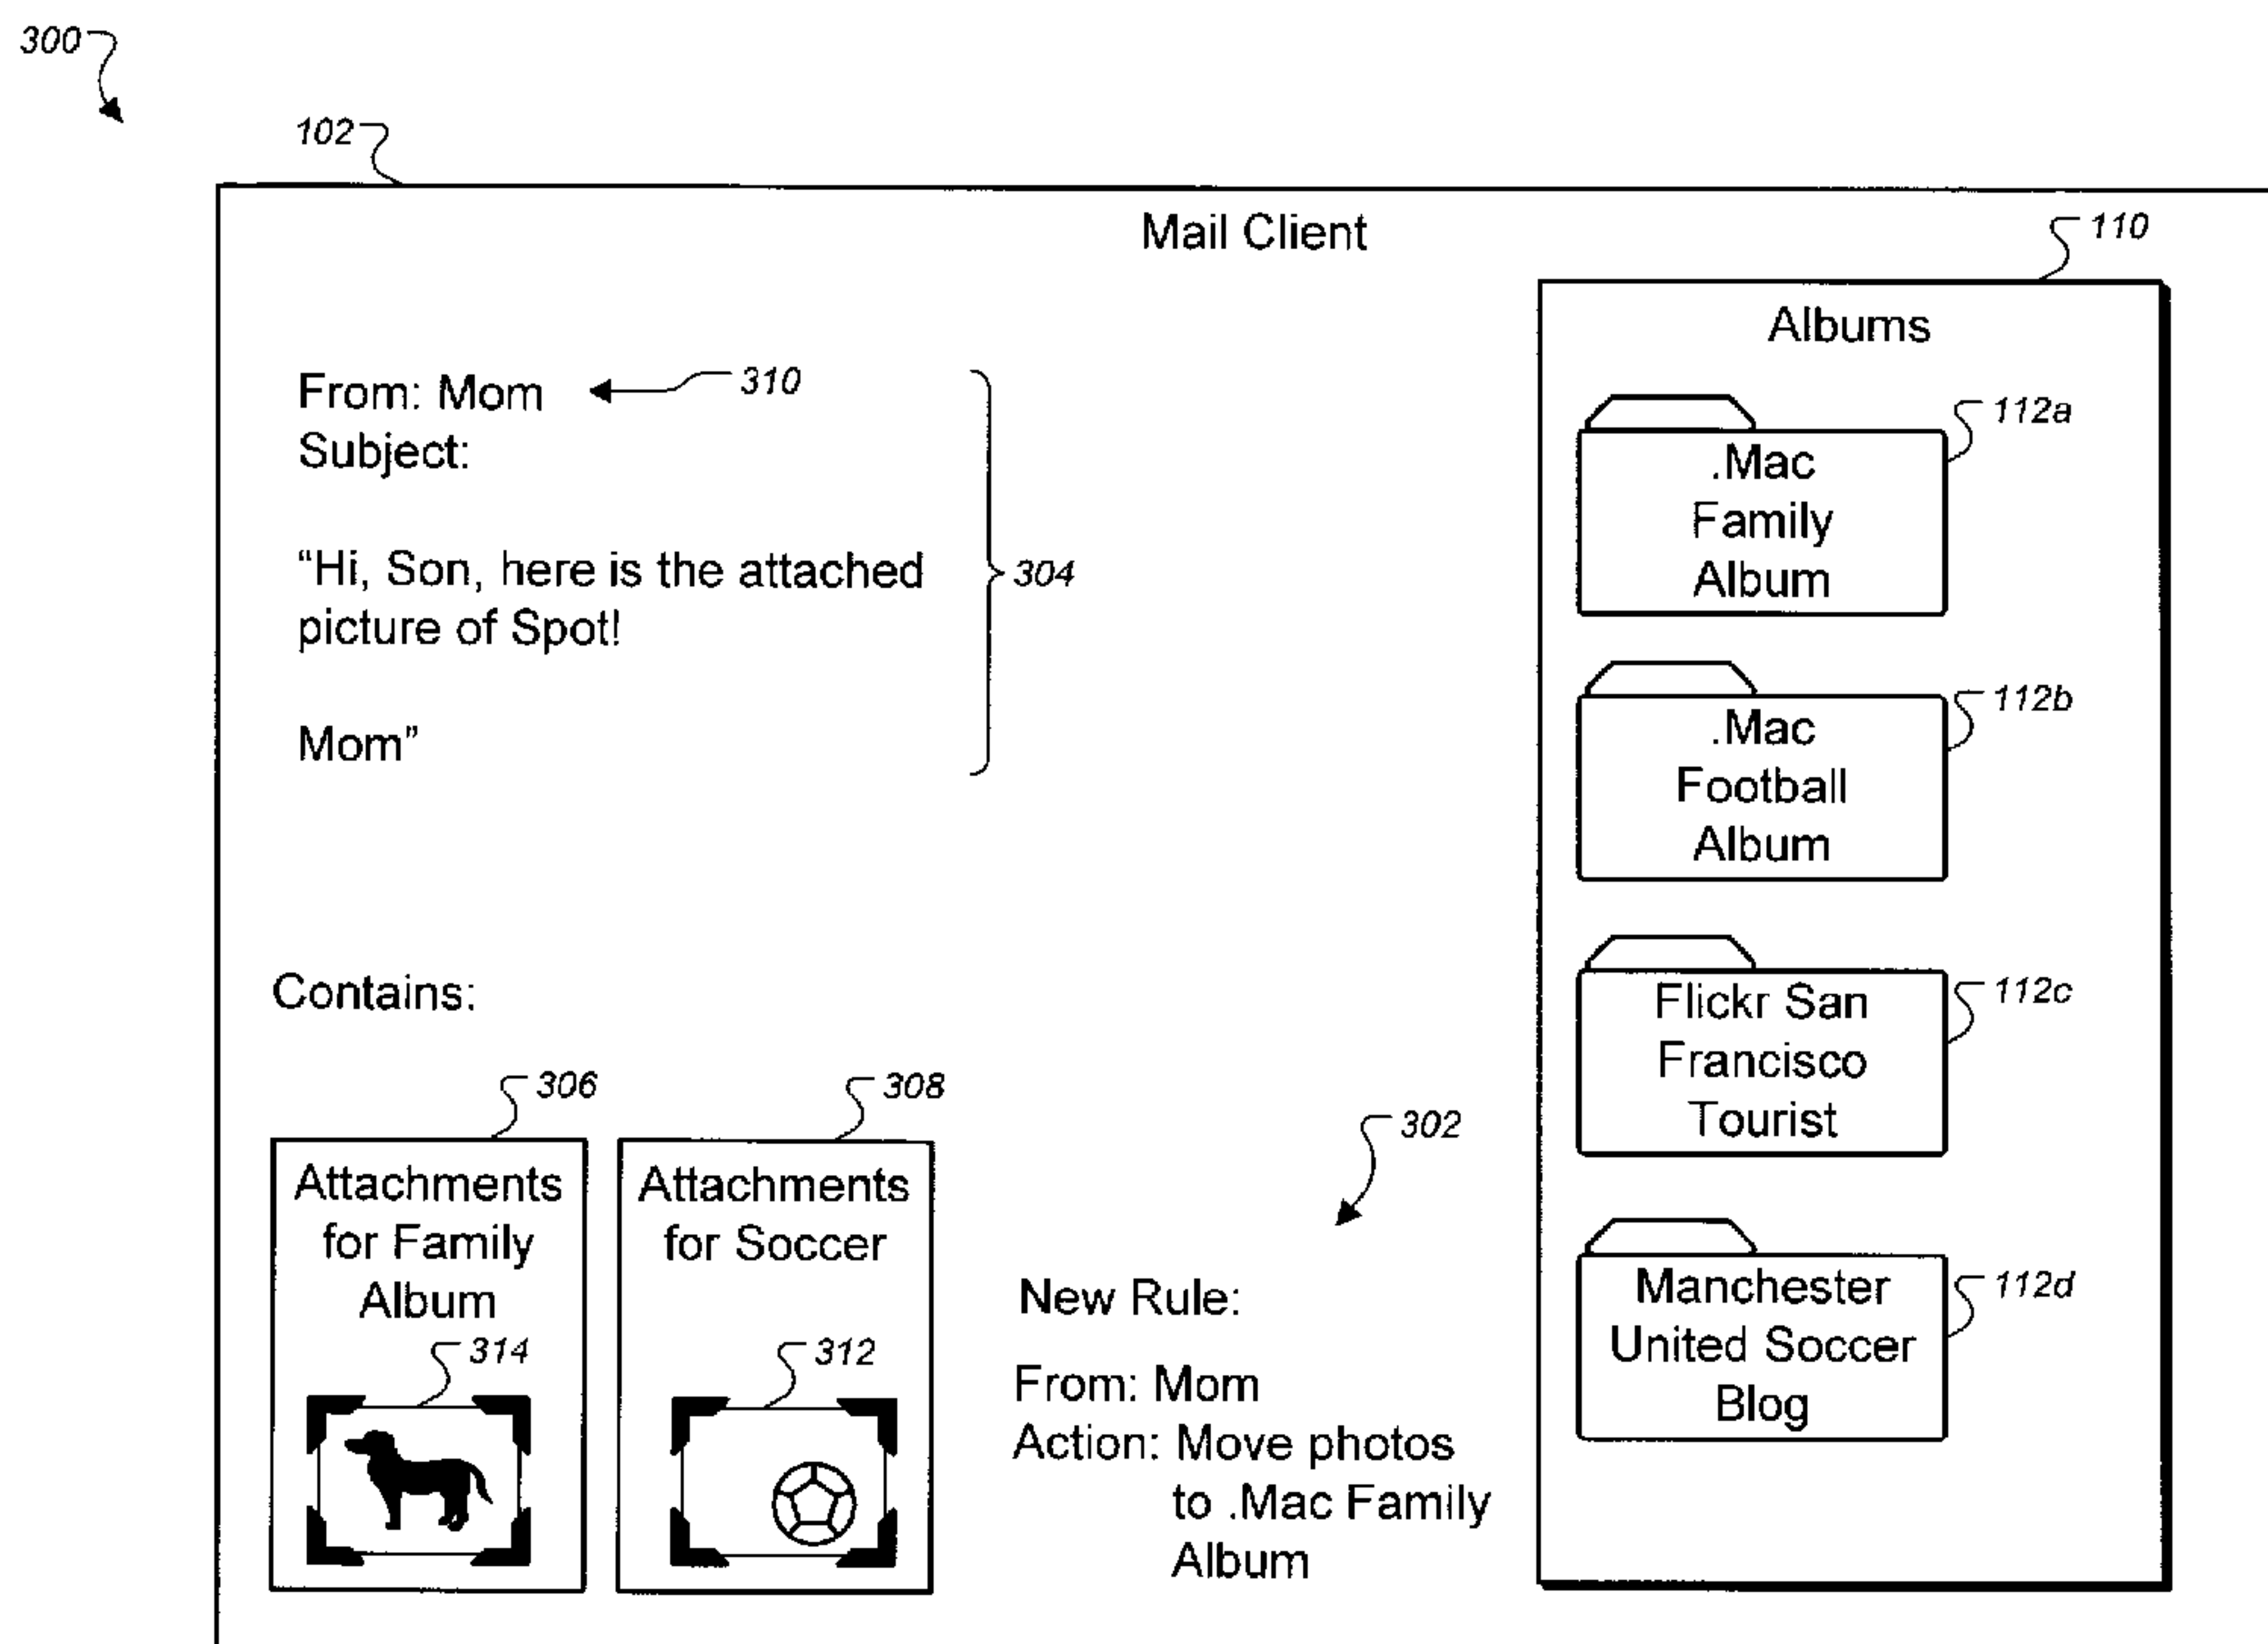 300
102
Mail Client
110
Albums
From: Mom
310
Subject:
“Hi, Son, here is the attached
picture of Spot!
Mom”
304
.Mac
Family
Album
112a
.Mac
Football
Album
112b
Flickr San
Francisco
Tourist
112c
Manchester
United Soccer
Blog
112d
Contains:
306
Attachments
for Family
Album
314
308
Attachments
for Soccer
312
302
New Rule:
From: Mom
Action: Move photos
to .Mac Family
Album